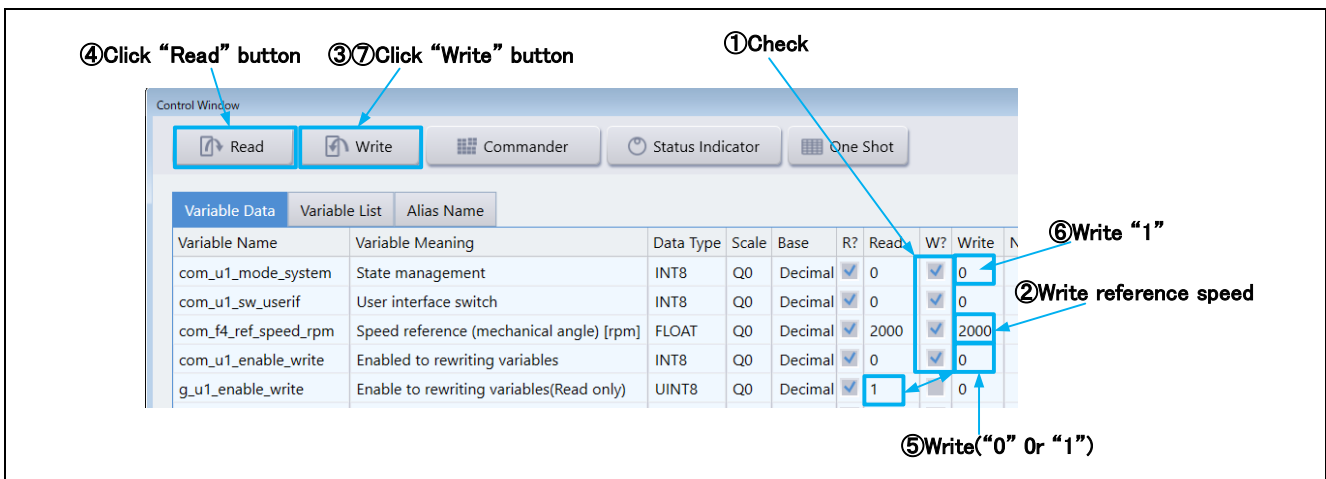 ④Click “Read” button ③⑦Click “Write” button ①Check
Control Window
Read Write Commander Status Indicator One Shot
Variable Data Variable List Alias Name
Variable Name Variable Meaning Data Type Scale Base R? Read W? Write N
⑥Write “1”
com_u1_mode_system State management INT8 Q0 Decimal 0 0
com_u1_sw_userif User interface switch INT8 Q0 Decimal 0 0
②Write reference speed
com_f4_ref_speed_rpm Speed reference (mechanical angle) [rpm] FLOAT Q0 Decimal 2000 2000
com_u1_enable_write Enabled to rewriting variables INT8 Q0 Decimal 0 0
g_u1_enable_write Enable to rewriting variables(Read only) UINT8 Q0 Decimal 1 0
⑤Write(“0” 0r “1”)